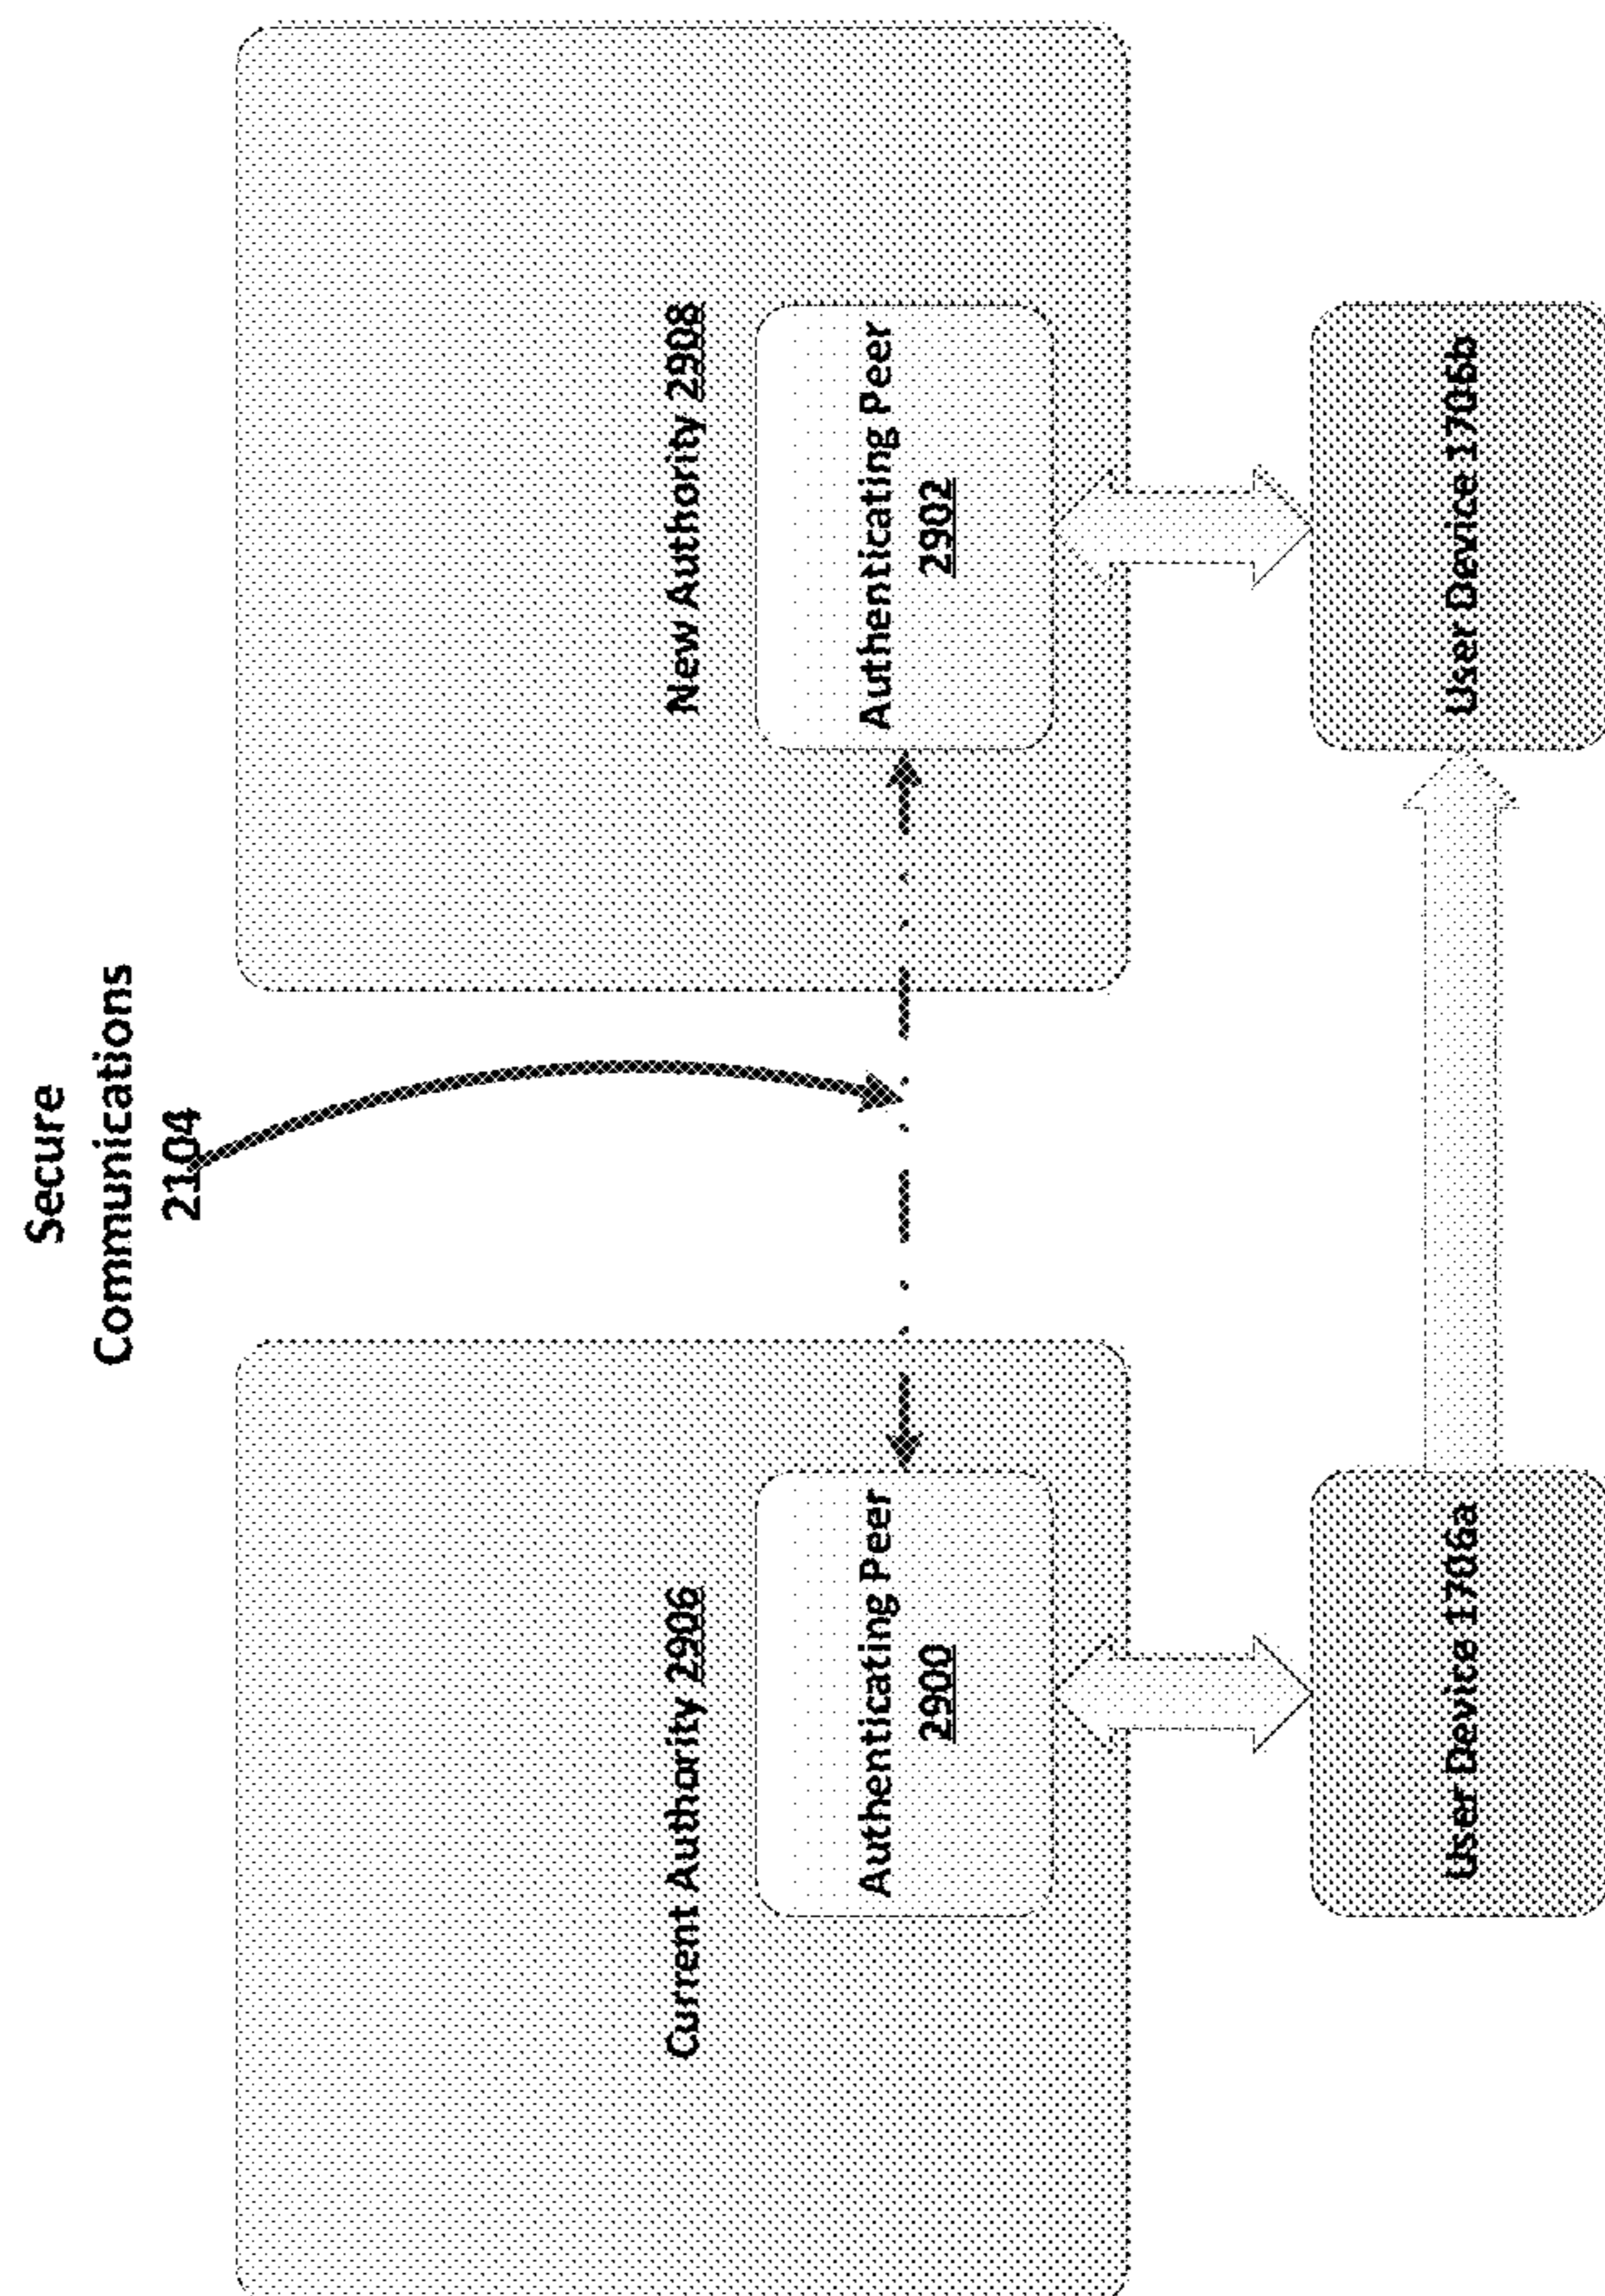 Secure
Communications
2104
Current Authority 2906
New Authority 2908
Authenticating Peer
2900
Authenticating Peer
2902
User Device 1706a
User Device 1706b